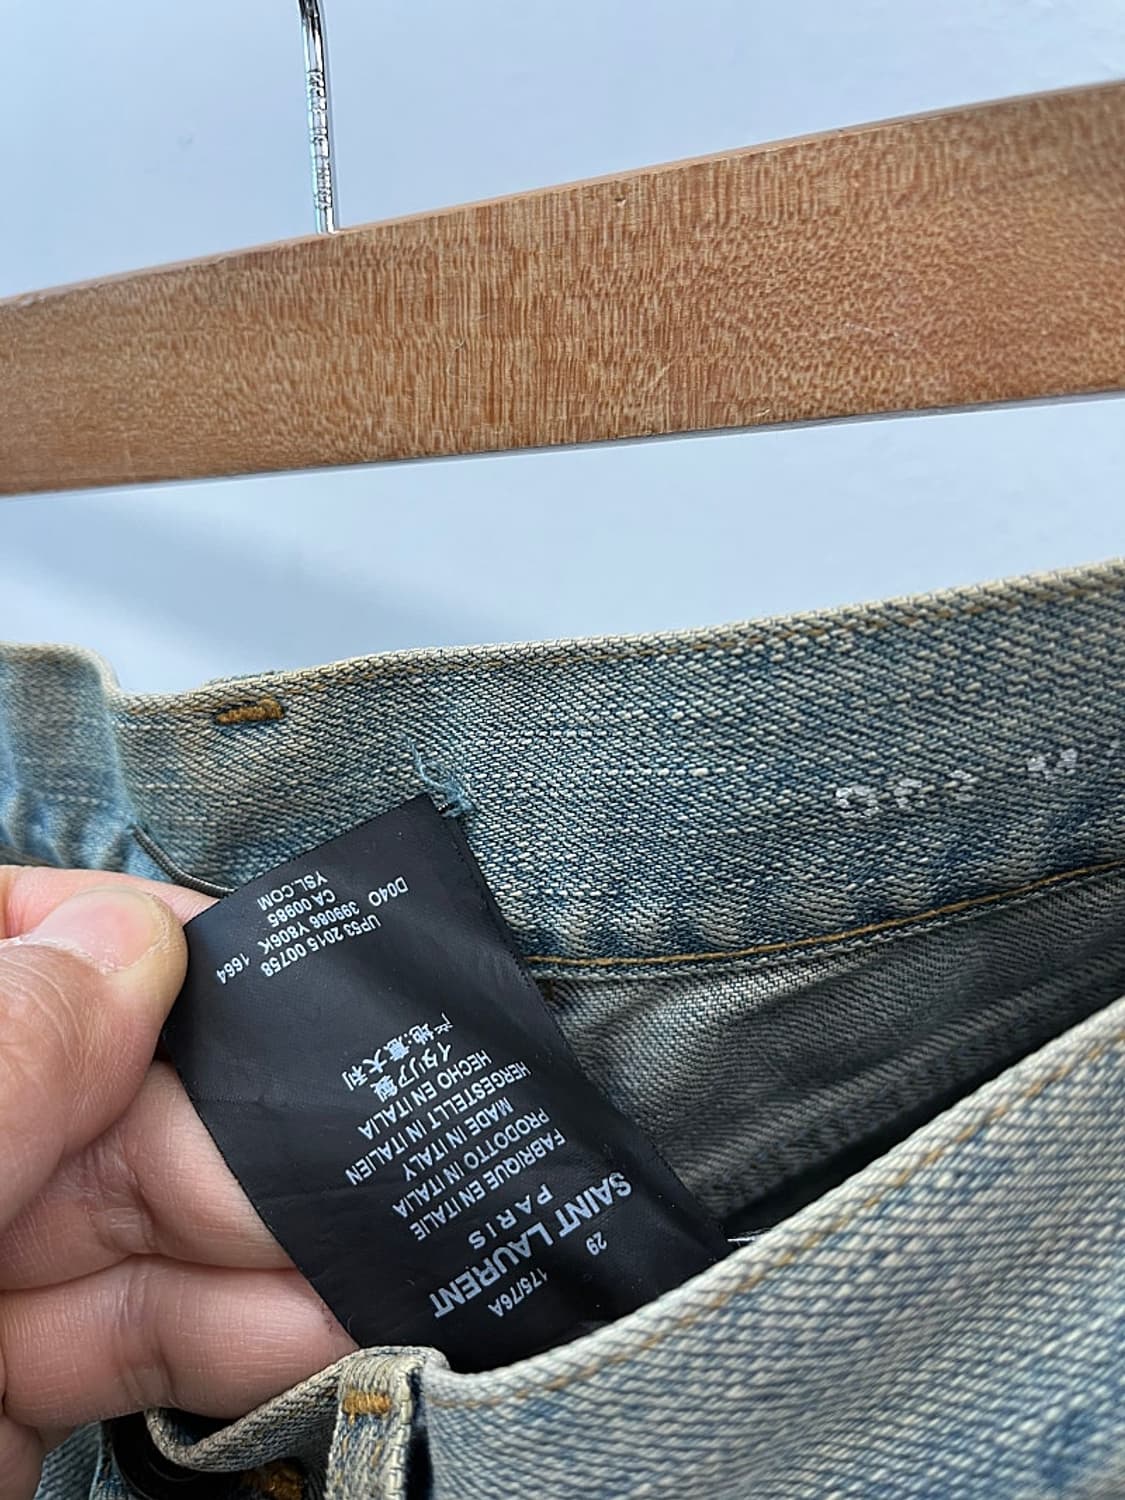 175/76A
29
SAINT LAURENT
PARIS
FABRIQUE EN ITALIE
PRODOTTO IN ITALIA
MADE IN ITALY
HERGESTELLT IN ITALIEN
HECHO EN ITALIA
イタリア製
产地:意大利
UP53 2015 00758
399086 Y806K 1664
CA 00985
YSL.COM
D040